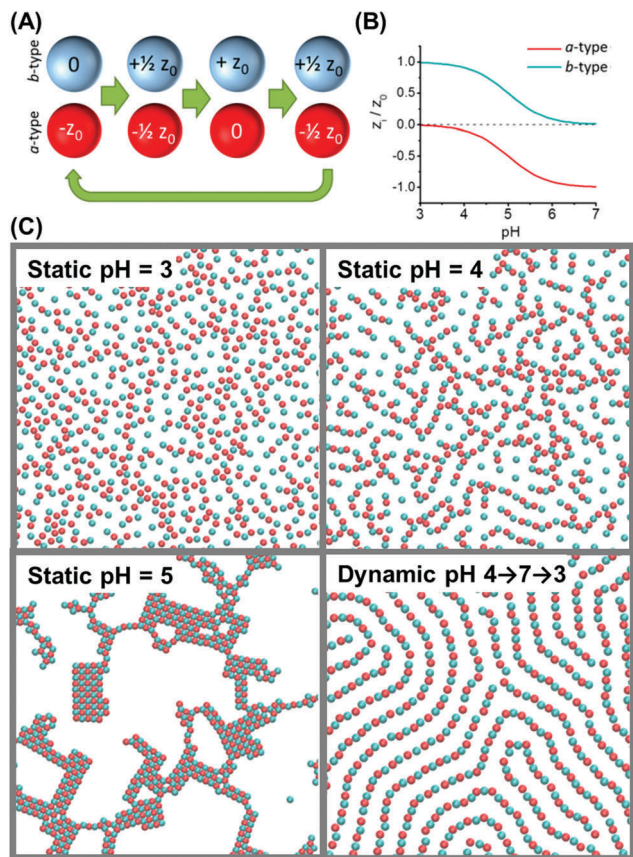 (A)
b-type
0
+½ z₀
+ z₀
+½ z₀
a-type
-z₀
-½ z₀
0
-½ z₀
(B)
a-type
b-type
zᵢ / z₀
1.0
0.5
0.0
-0.5
-1.0
3 4 5 6 7
pH
(C)
Static pH = 3
Static pH = 4
Static pH = 5
Dynamic pH 4→7→3